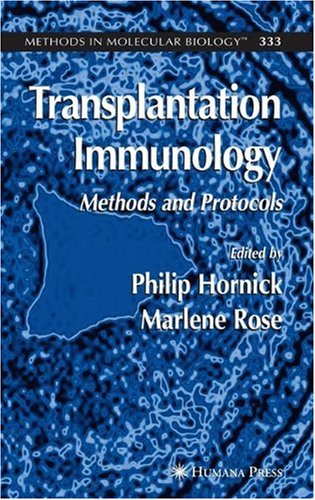 METHODS IN MOLECULAR BIOLOGY™ 333
Transplantation
Immunology
Methods and Protocols
Edited by
Philip Hornick
Marlene Rose
HUMANA PRESS